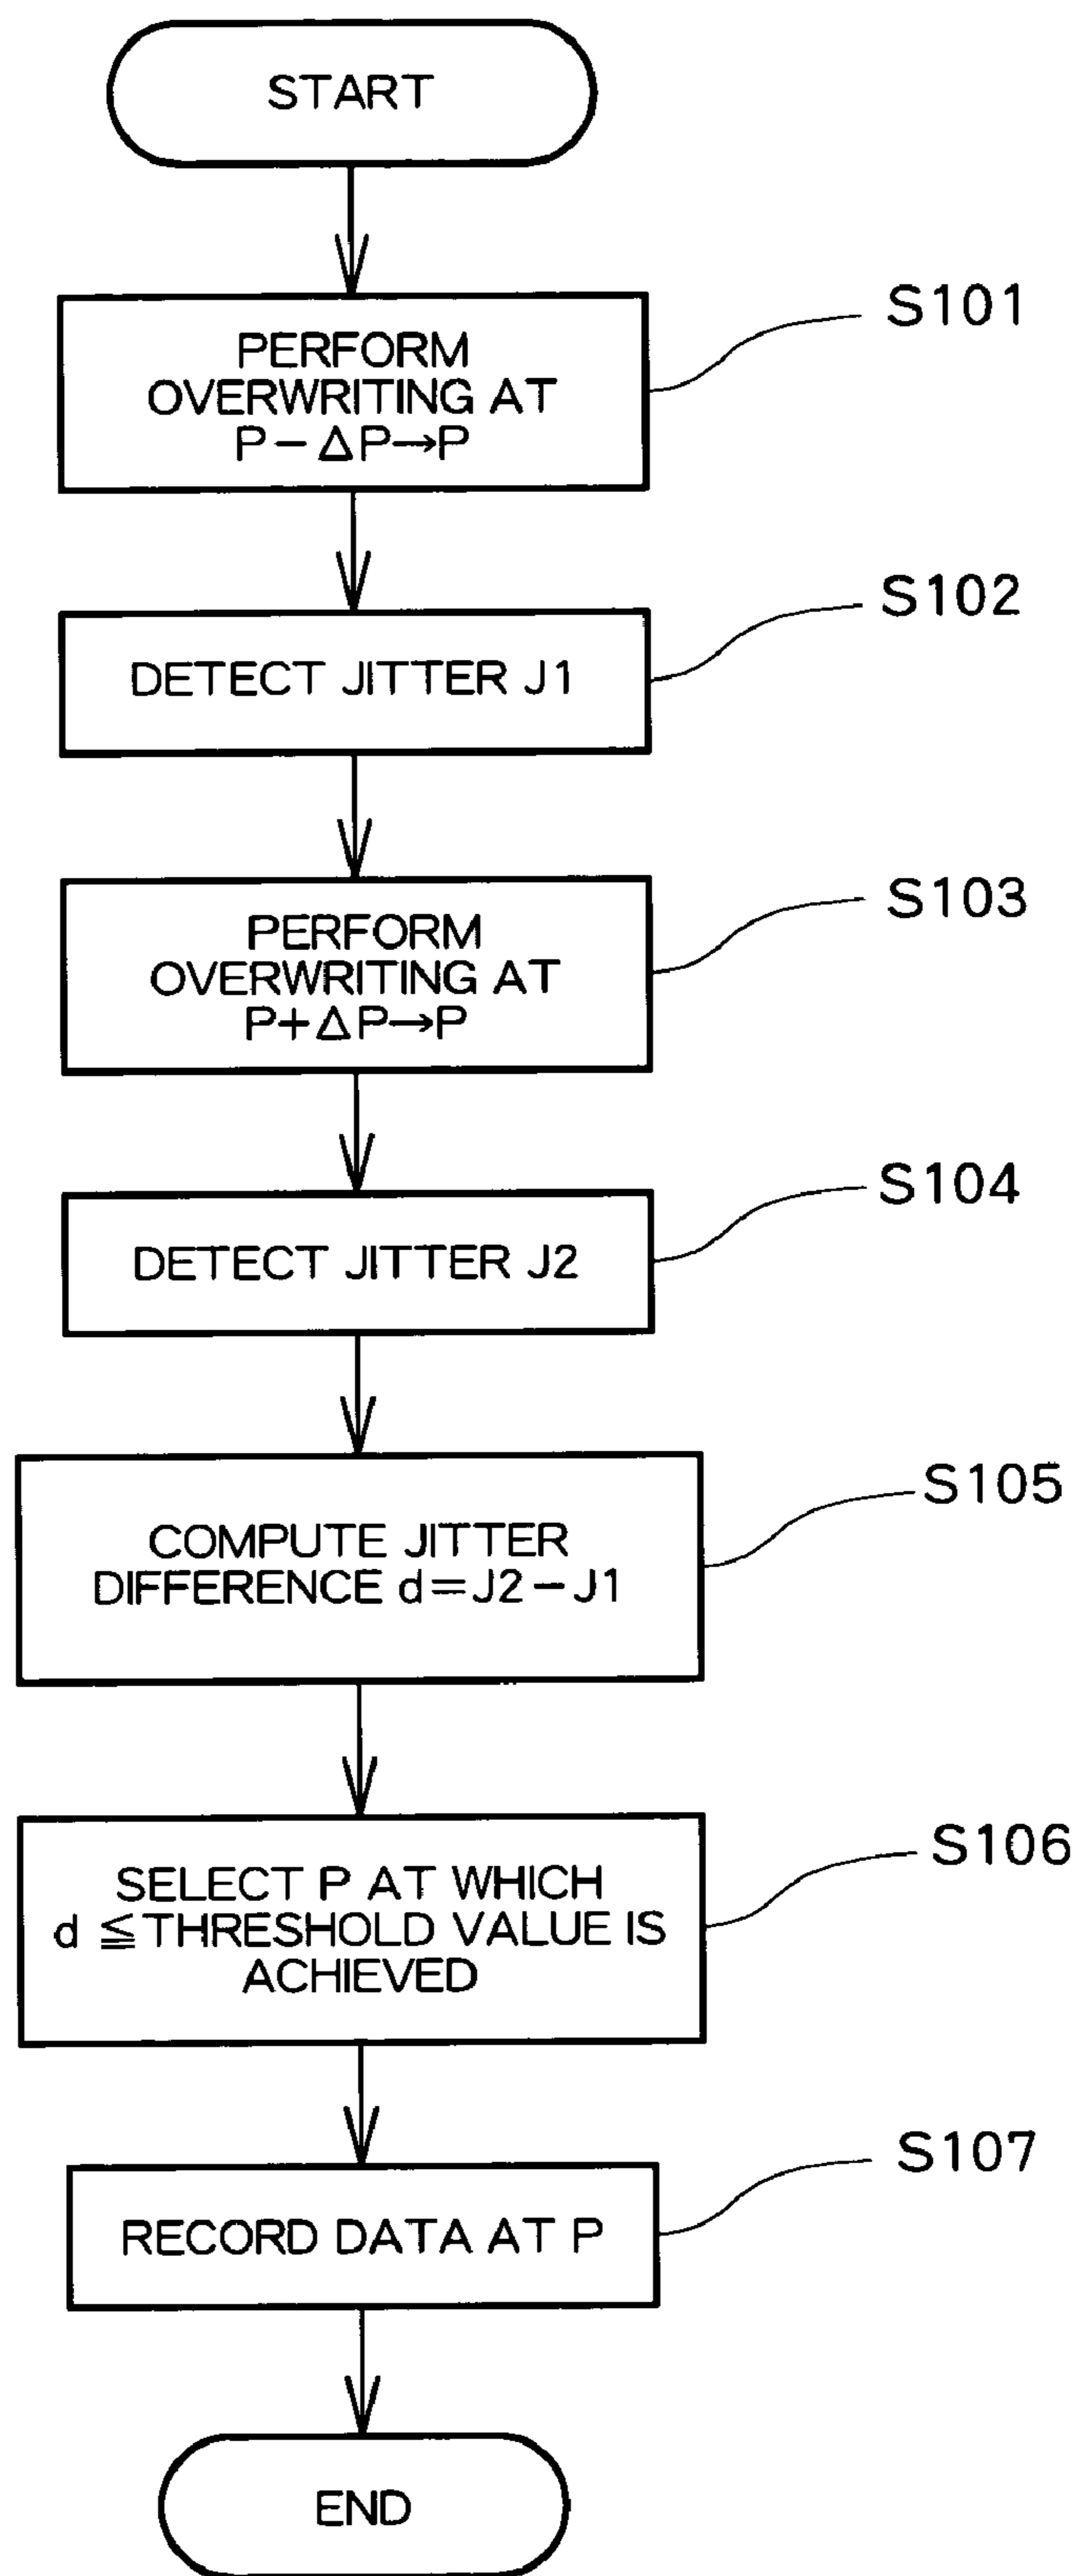 START
S101
PERFORM
OVERWRITING AT
P−ΔP→P
S102
DETECT JITTER J1
S103
PERFORM
OVERWRITING AT
P+ΔP→P
S104
DETECT JITTER J2
S105
COMPUTE JITTER
DIFFERENCE d=J2−J1
S106
SELECT P AT WHICH
d ≦THRESHOLD VALUE IS
ACHIEVED
S107
RECORD DATA AT P
END